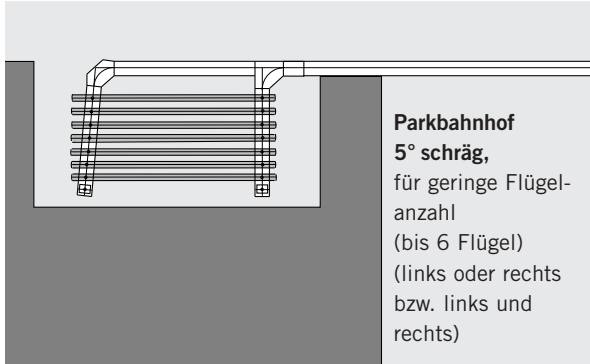 Parkbahnhof
5° schräg,
für geringe Flügel-
anzahl
(bis 6 Flügel)
(links oder rechts
bzw. links und
rechts)